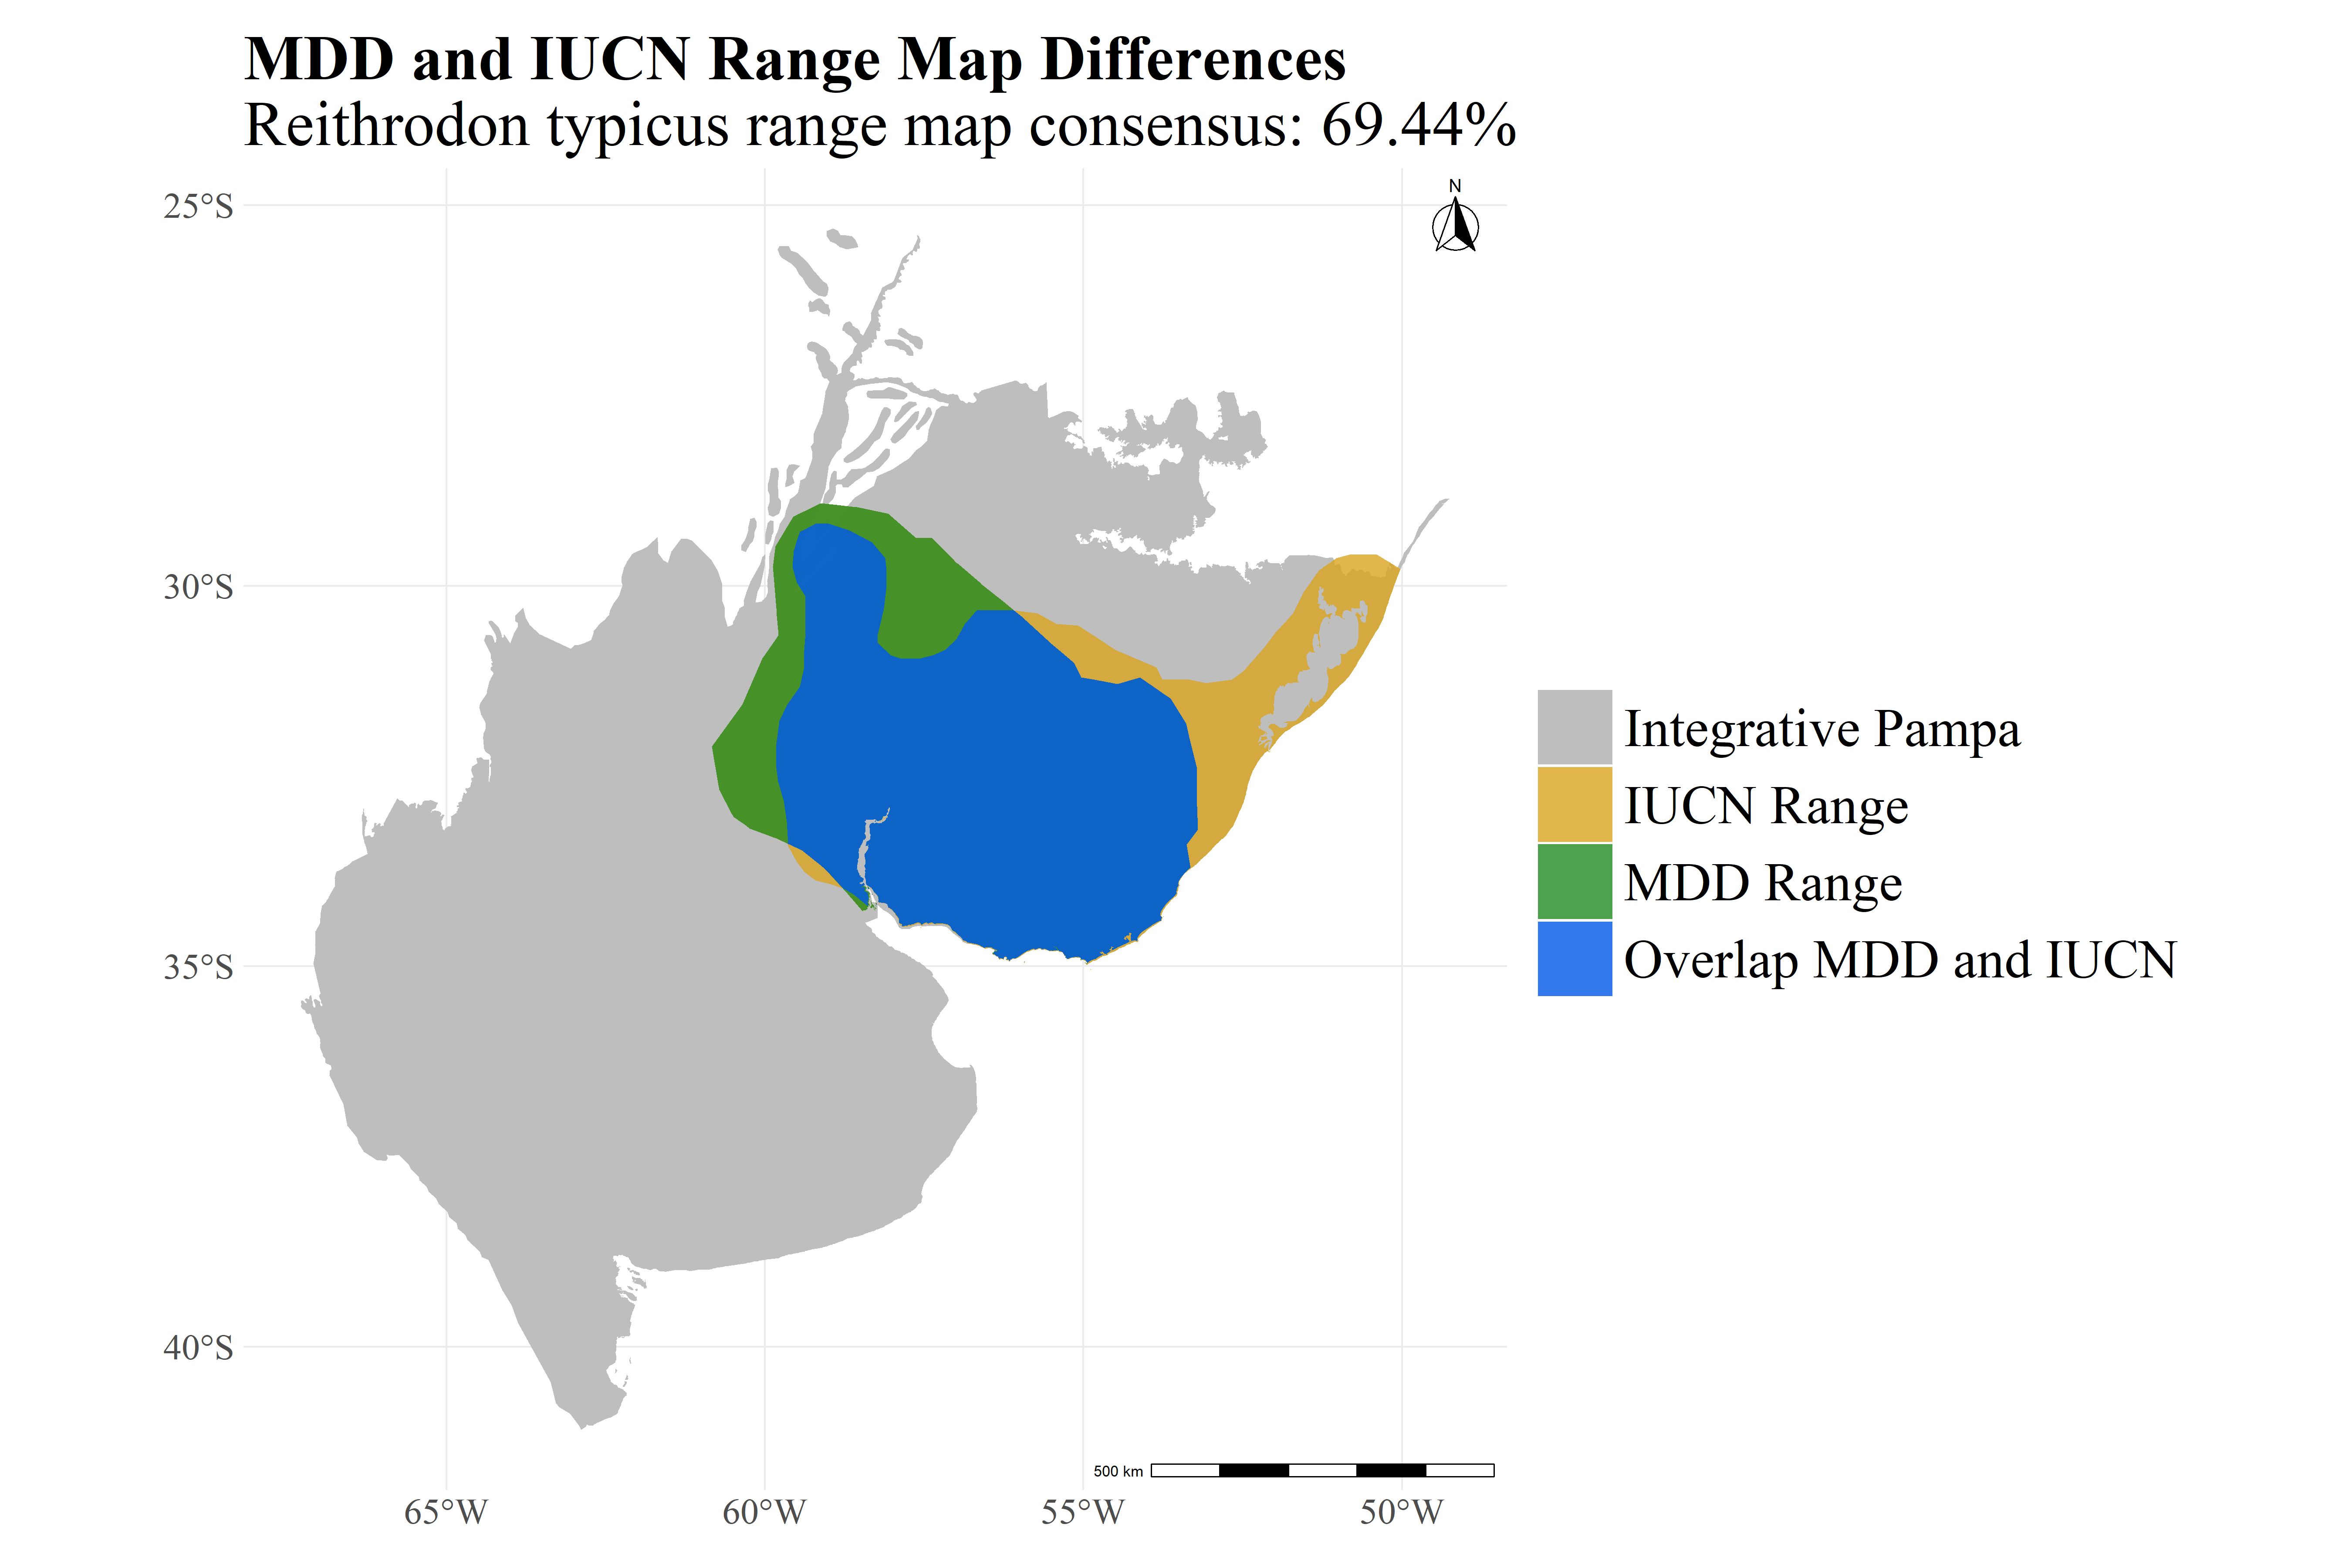 MDD and IUCN Range Map Differences
Reithrodon typicus range map consensus: 69.44%
25°S
N
30°S
Integrative Pampa
IUCN Range
MDD Range
Overlap MDD and IUCN
35°S
40°S
500 km
65°W 60°W 55°W 50°W